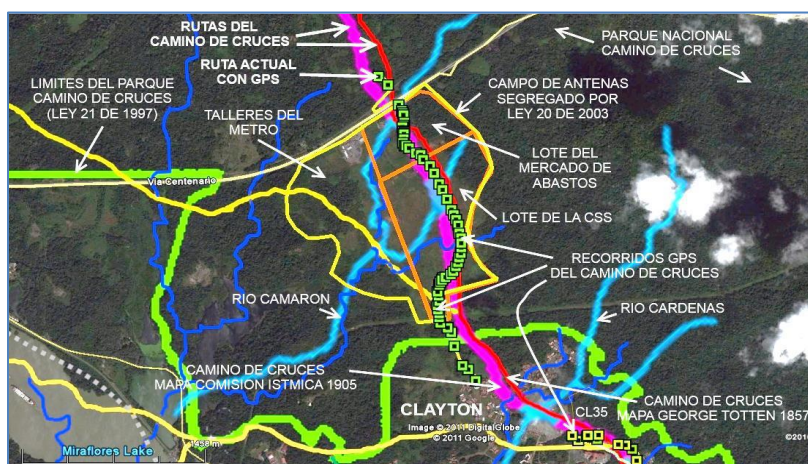 RUTAS DEL
CAMINO DE CRUCES
RUTA ACTUAL
CON GPS
PARQUE NACIONAL
CAMINO DE CRUCES
LIMITES DEL PARQUE
CAMINO DE CRUCES
(LEY 21 DE 1997)
CAMPO DE ANTENAS
SEGREGADO POR
LEY 20 DE 2003
TALLERES DEL
METRO
LOTE DEL
MERCADO DE
ABASTOS
Vía Centenario
LOTE DE LA CSS
RECORRIDOS GPS
DEL CAMINO DE CRUCES
RIO CAMARON
RIO CARDENAS
CAMINO DE CRUCES
MAPA COMISION ISTMICA 1905
CAMINO DE CRUCES
MAPA GEORGE TOTTEN 1857
CLAYTON
CL35
Image © 2011 DigitalGlobe
© 2011 Google
Miraflores Lake